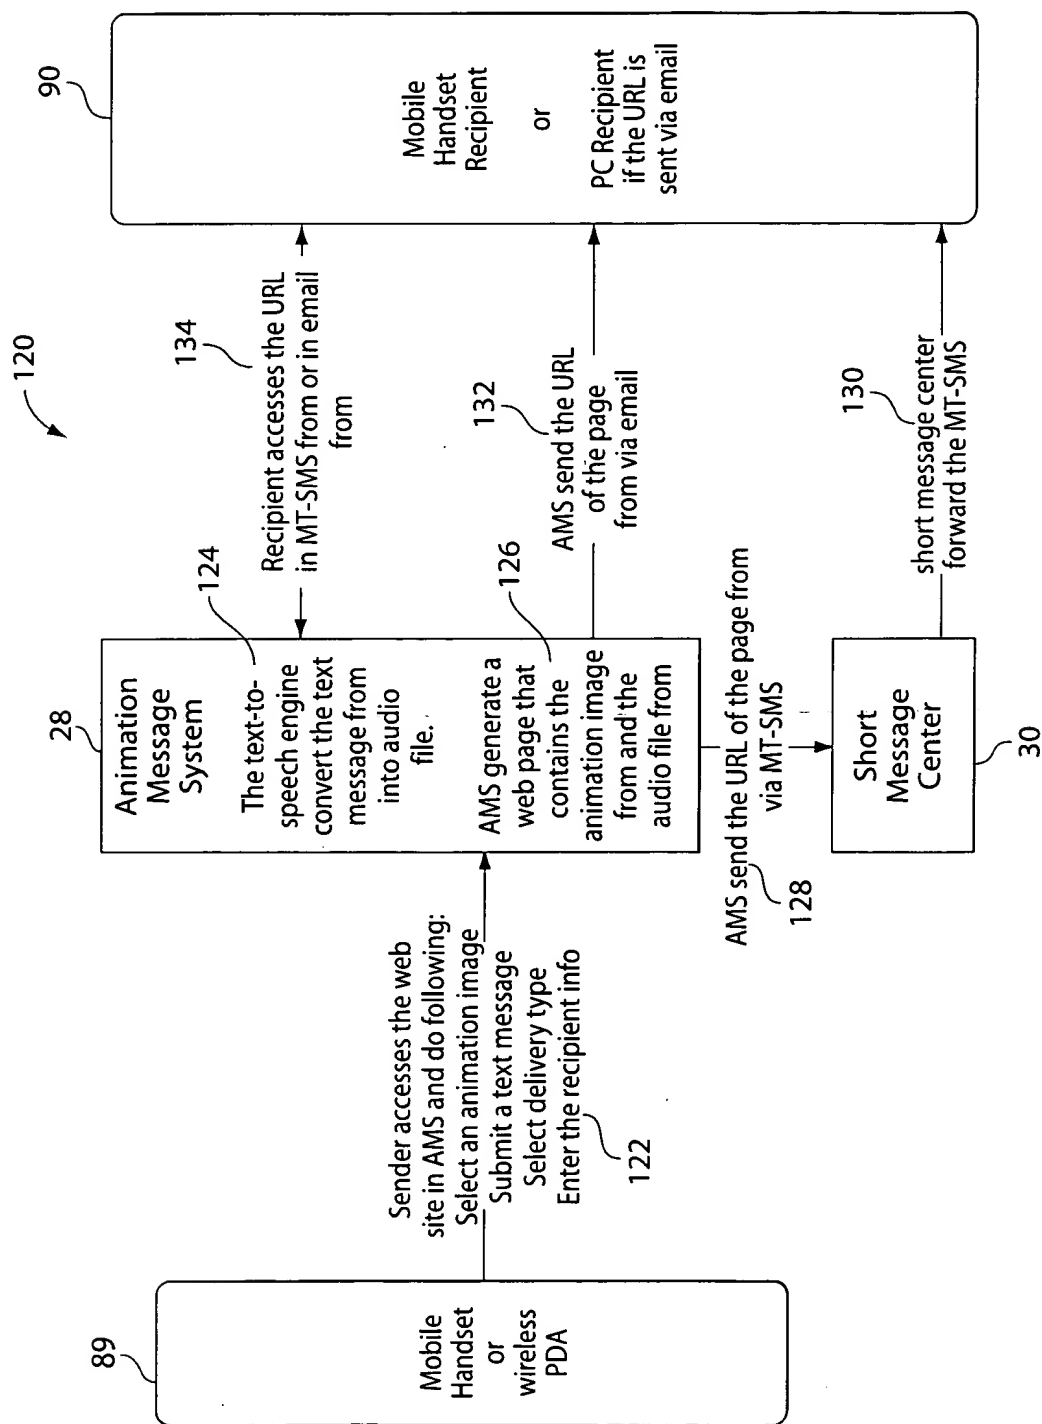 120
89
Mobile
Handset
or
wireless
PDA
Sender accesses the web
site in AMS and do following:
Select an animation image
Submit a text message
Select delivery type
Enter the recipient info
122
28
Animation
Message
System
124
The text-to-
speech engine
convert the text
message from
into audio
file.
126
AMS generate a
web page that
contains the
animation image
from and the
audio file from
134
Recipient accesses the URL
in MT-SMS from or in email
from
132
AMS send the URL
of the page
from via email
AMS send the URL of the page from
via MT-SMS
128
Short
Message
Center
30
130
short message center
forward the MT-SMS
90
Mobile
Handset
Recipient
or
PC Recipient
if the URL is
sent via email